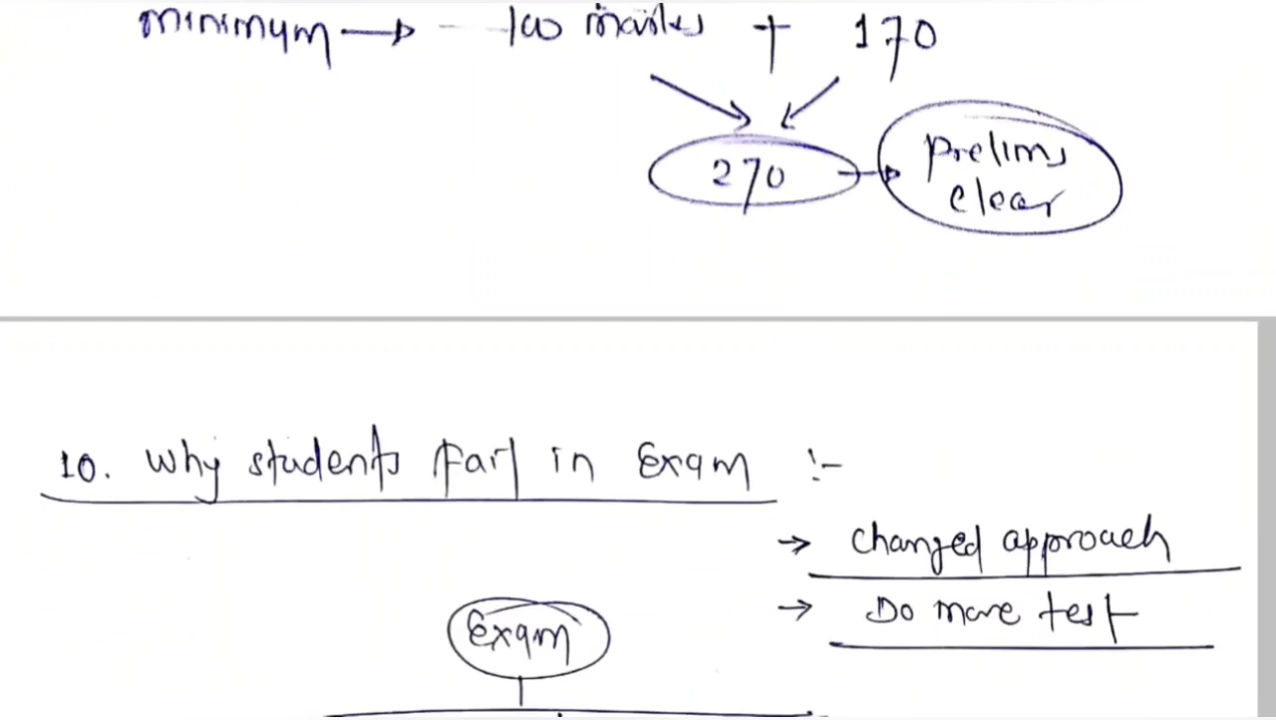 minimum → 100 marks + 170
270 → prelims
clear
10. Why students fail in Exam :-
→ changed approach
→ Do more test
Exam